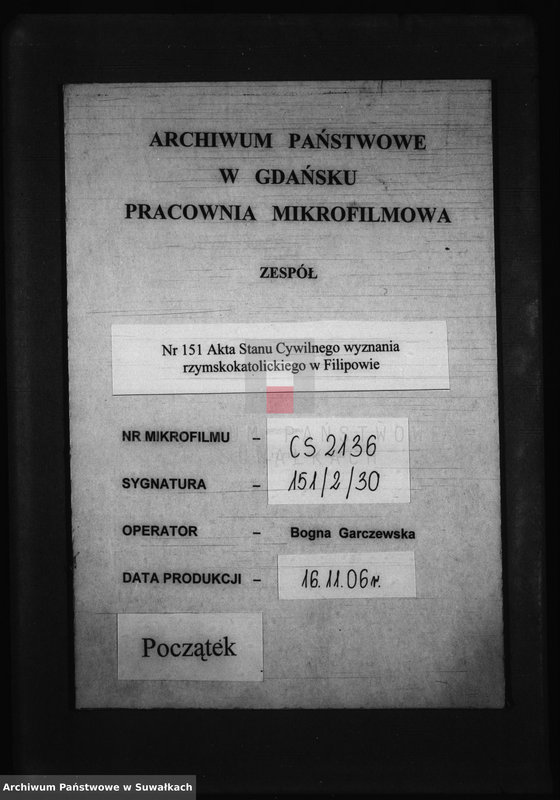 ARCHIWUM PAŃSTWOWE
W GDAŃSKU
PRACOWNIA MIKROFILMOWA
ZESPÓŁ
Nr 151 Akta Stanu Cywilnego wyznania
rzymskokatolickiego w Filipowie
NR MIKROFILMU – CS 2136
SYGNATURA – 151/2/30
OPERATOR – Bogna Garczewska
DATA PRODUKCJI – 16.11.06r.
Początek
Archiwum Państwowe w Suwałkach